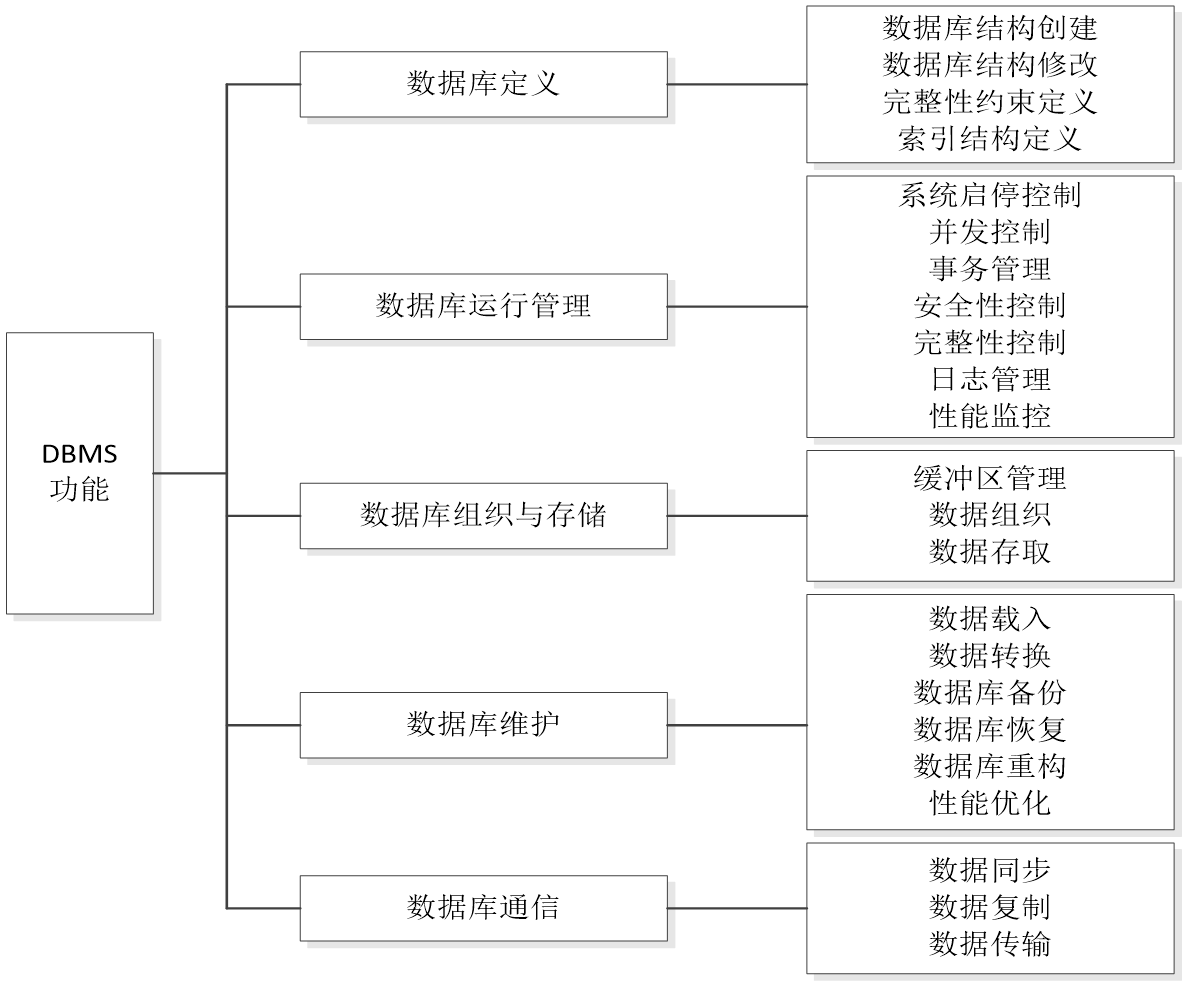 DBMS
功能
数据库定义
数据库结构创建
数据库结构修改
完整性约束定义
索引结构定义
数据库运行管理
系统启停控制
并发控制
事务管理
安全性控制
完整性控制
日志管理
性能监控
数据库组织与存储
缓冲区管理
数据组织
数据存取
数据库维护
数据载入
数据转换
数据库备份
数据库恢复
数据库重构
性能优化
数据库通信
数据同步
数据复制
数据传输